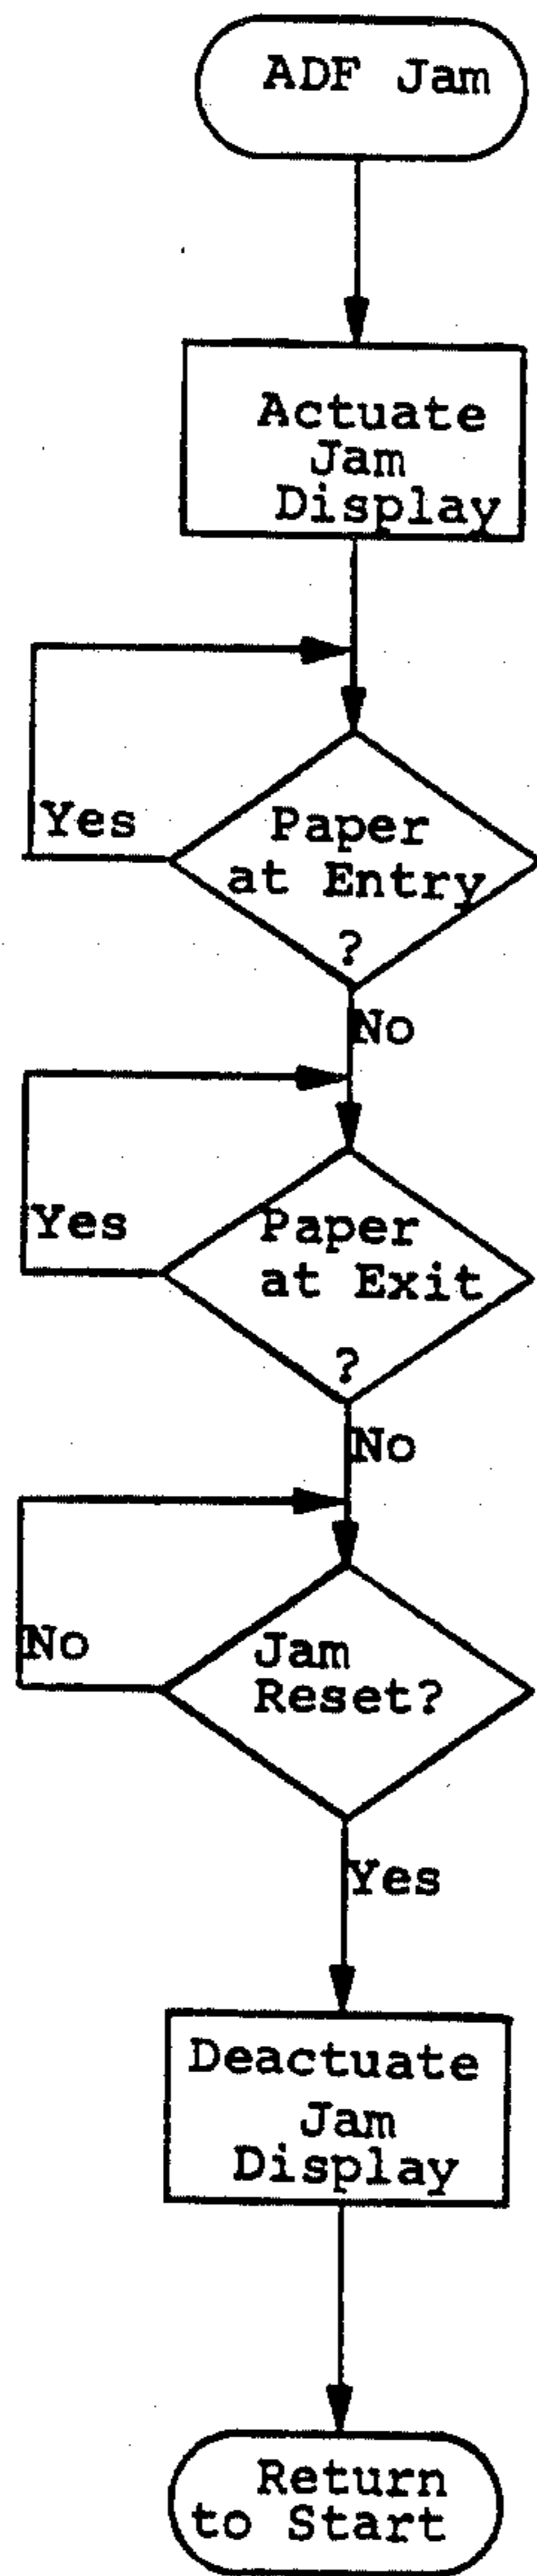 ADF Jam
Actuate
Jam
Display
Yes
Paper
at Entry
?
No
Yes
Paper
at Exit
?
No
No
Jam
Reset?
Yes
Deactuate
Jam
Display
Return
to Start